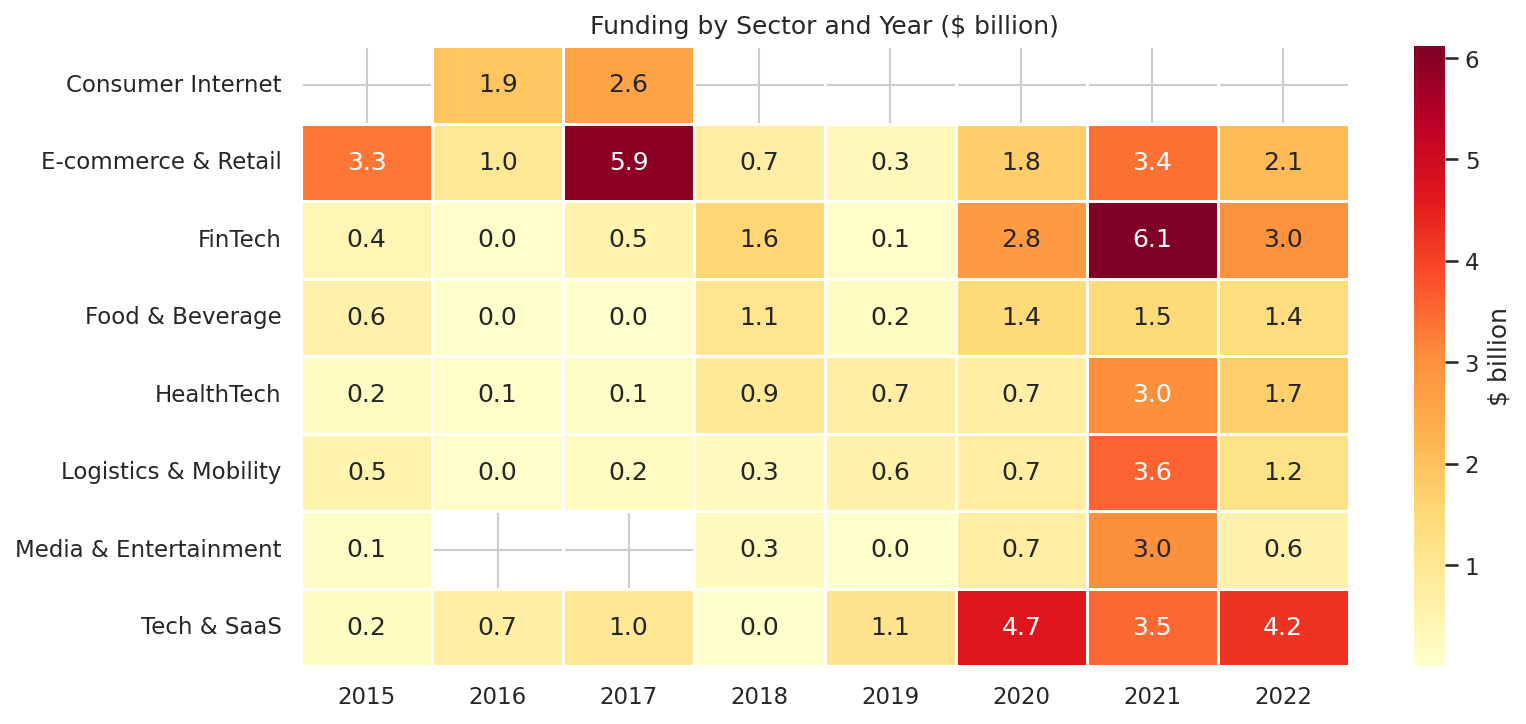 Funding by Sector and Year ($ billion)
Consumer Internet 1.9 2.6
E-commerce & Retail 3.3 1.0 5.9 0.7 0.3 1.8 3.4 2.1
FinTech 0.4 0.0 0.5 1.6 0.1 2.8 6.1 3.0
Food & Beverage 0.6 0.0 0.0 1.1 0.2 1.4 1.5 1.4
HealthTech 0.2 0.1 0.1 0.9 0.7 0.7 3.0 1.7
Logistics & Mobility 0.5 0.0 0.2 0.3 0.6 0.7 3.6 1.2
Media & Entertainment 0.1 0.3 0.0 0.7 3.0 0.6
Tech & SaaS 0.2 0.7 1.0 0.0 1.1 4.7 3.5 4.2
2015 2016 2017 2018 2019 2020 2021 2022
6
5
4
3
2
1
$ billion